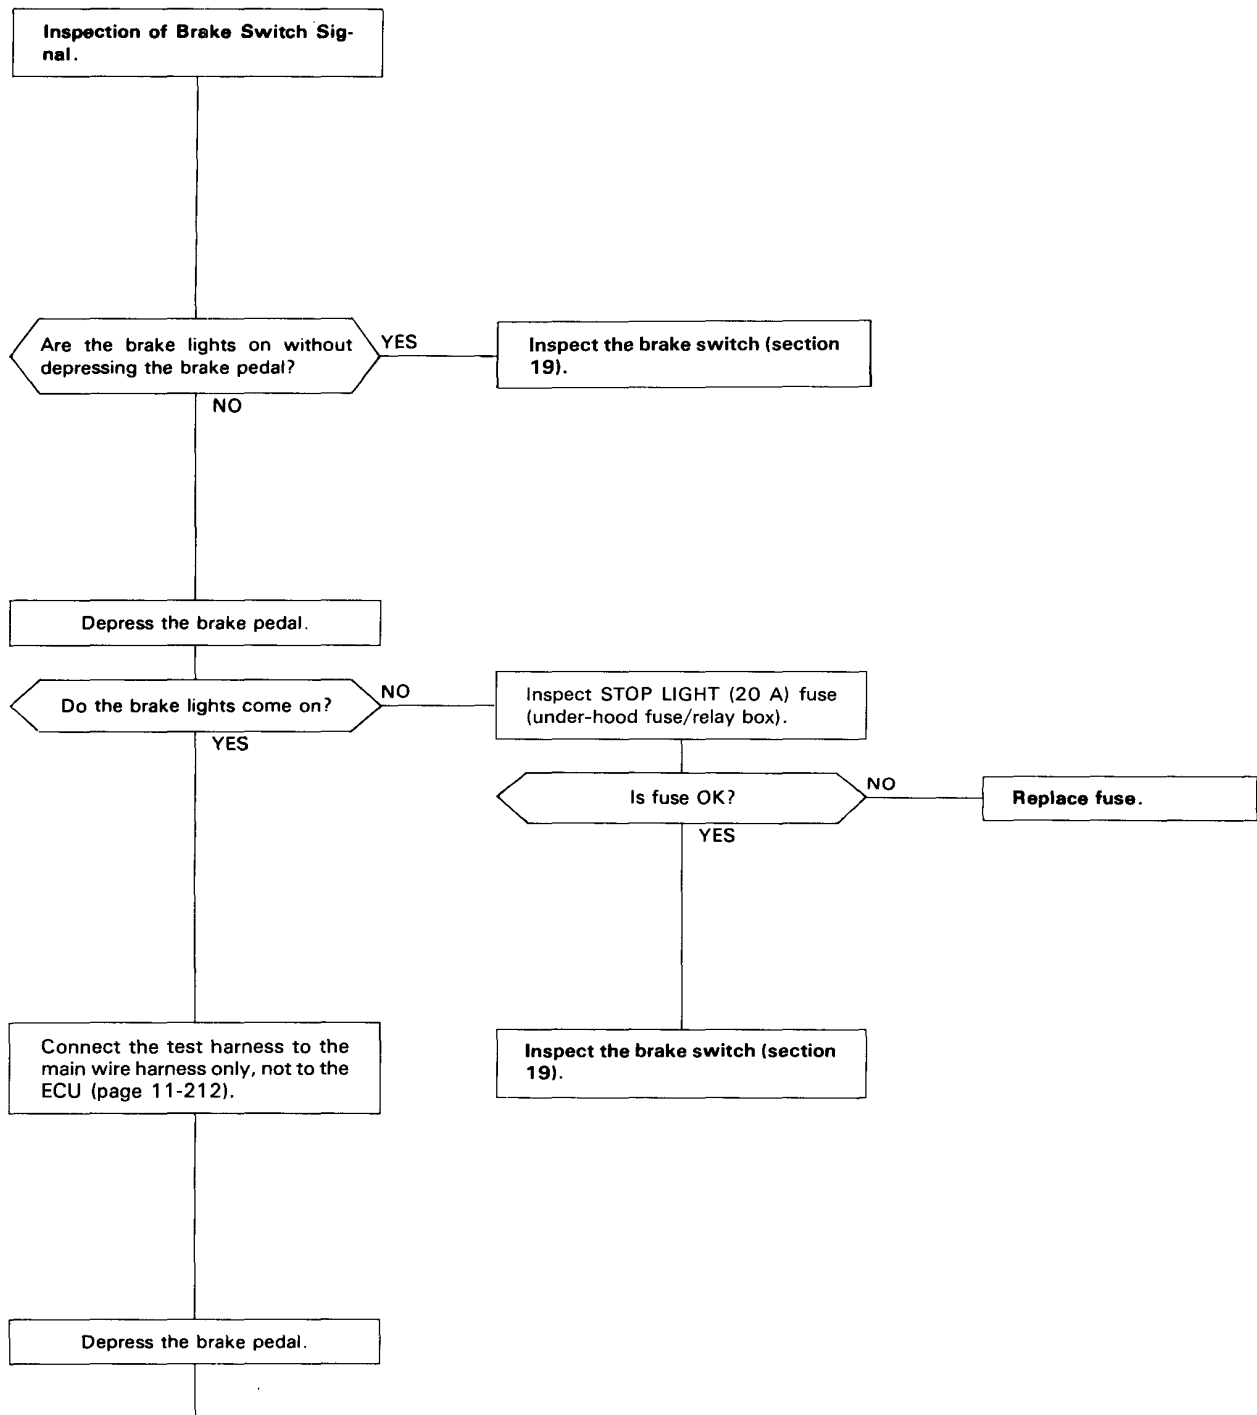 Inspection of Brake Switch Sig-
nal.
Are the brake lights on without
depressing the brake pedal?
YES
Inspect the brake switch (section
19).
NO
Depress the brake pedal.
Do the brake lights come on?
NO
Inspect STOP LIGHT (20 A) fuse
(under-hood fuse/relay box).
YES
Is fuse OK?
NO
Replace fuse.
YES
Connect the test harness to the
main wire harness only, not to the
ECU (page 11-212).
Inspect the brake switch (section
19).
Depress the brake pedal.